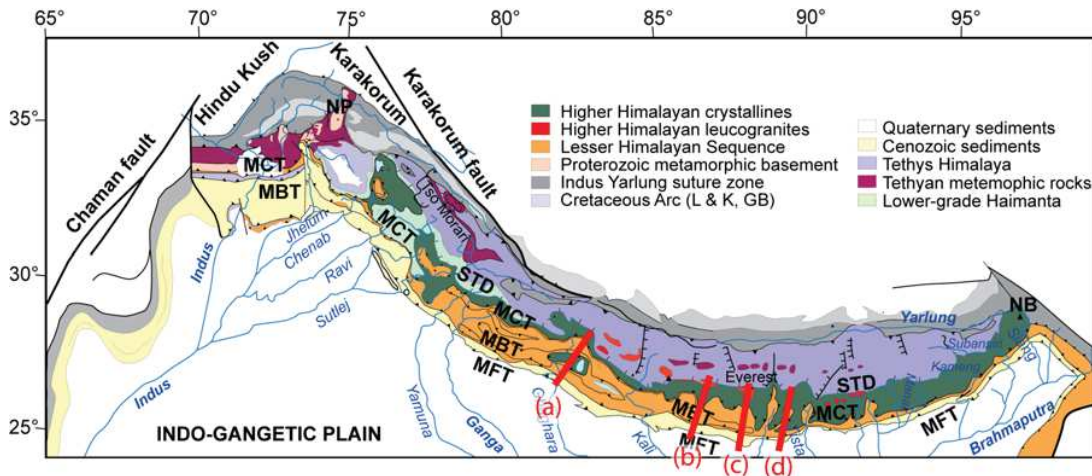 65°
70°
75°
80°
85°
90°
95°
35°
30°
25°
Chaman fault
Hindu Kush
Karakorum
Karakorum fault
NP
MCT
MBT
Tso Morari
MCT
STD
MCT
MBT
MFT
Indus
Jhelum
Chenab
Ravi
Sutlej
Indus
Yamuna
Ganga
Kali
INDO-GANGETIC PLAIN
Higher Himalayan crystallines
Higher Himalayan leucogranites
Lesser Himalayan Sequence
Proterozoic metamorphic basement
Indus Yarlung suture zone
Cretaceous Arc (L & K, GB)
Quaternary sediments
Cenozoic sediments
Tethys Himalaya
Tethyan metemophic rocks
Lower-grade Haimanta
NB
Yarlung
Siang
Subansiri
Kameng
Everest
STD
MBT
MCT
MFT
MFT
Brahmaputra
(a)
(b)
(c)
(d)